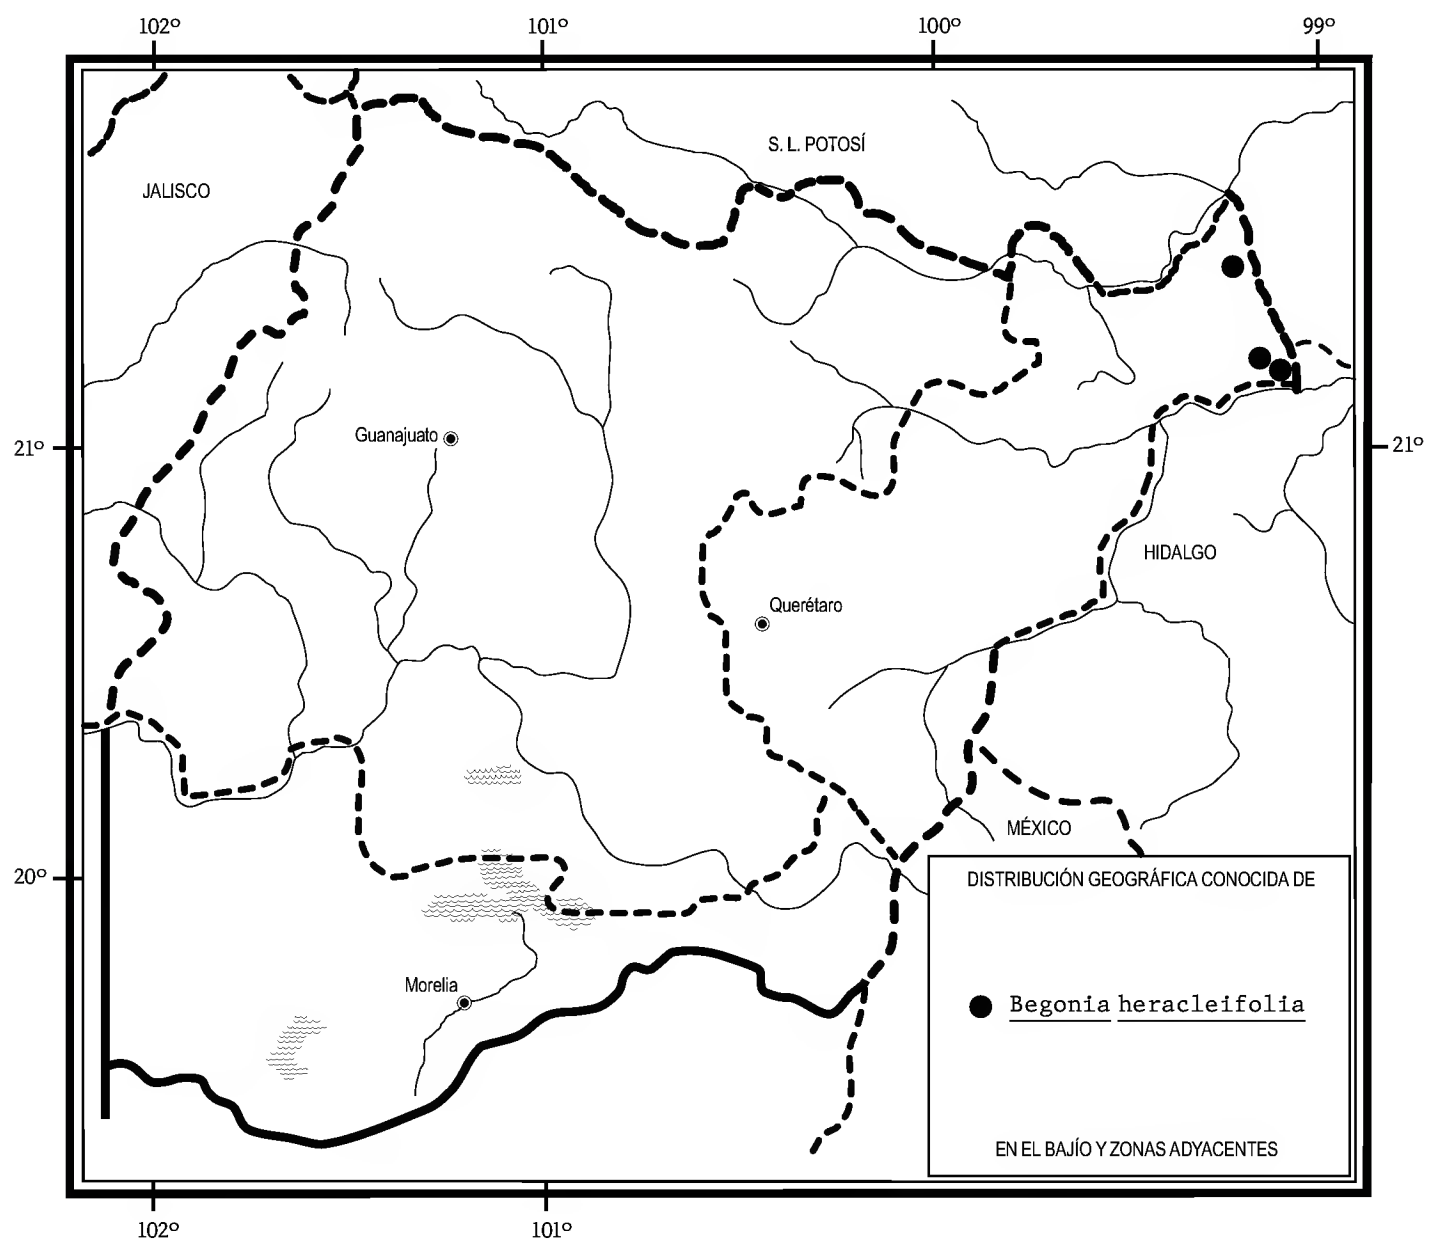 102º 101º 100º 99º
S. L. POTOSÍ
JALISCO
Guanajuato
21º 21º
HIDALGO
Querétaro
MÉXICO
20º
DISTRIBUCIÓN GEOGRÁFICA CONOCIDA DE
Morelia
Begonia heracleifolia
EN EL BAJÍO Y ZONAS ADYACENTES
102º 101º